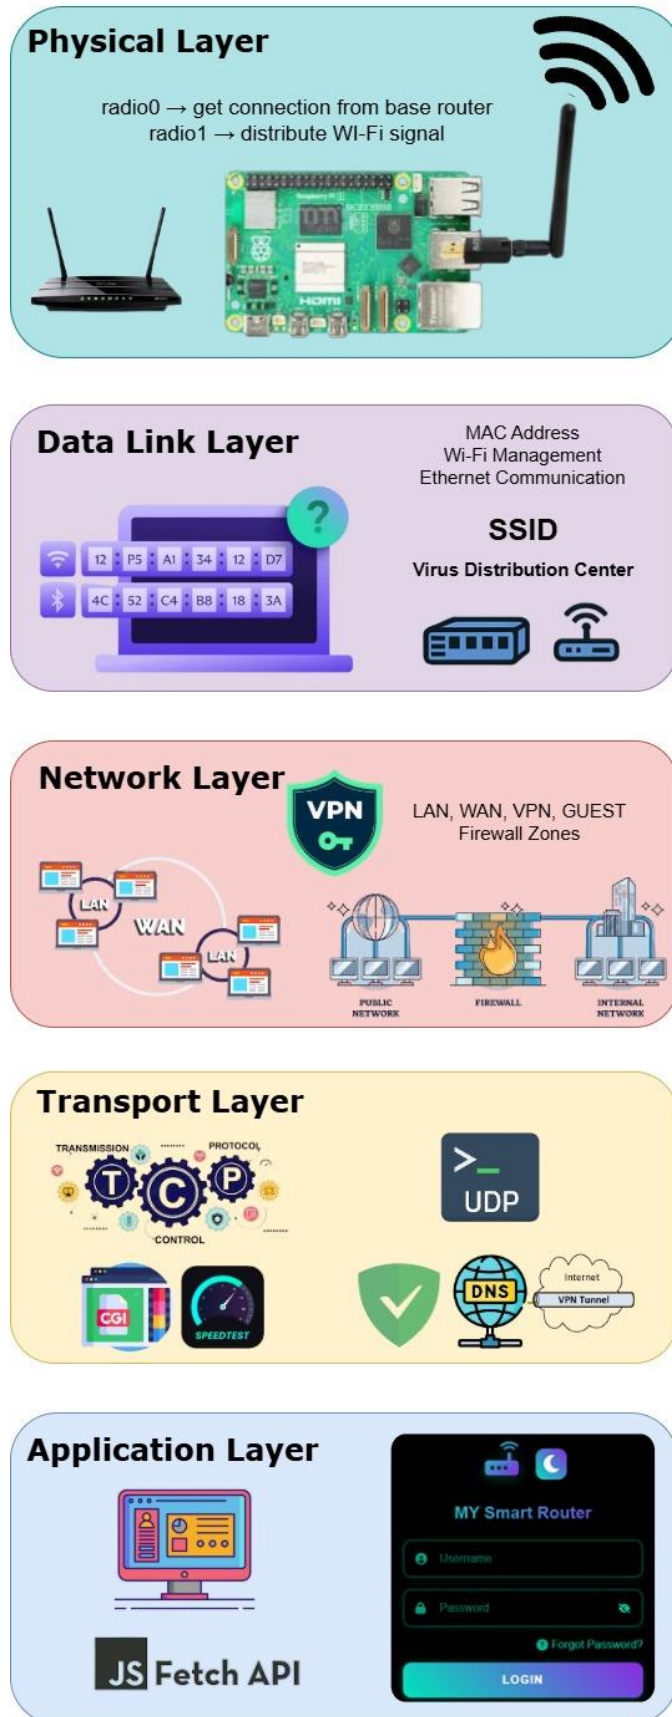 Physical Layer
radio0 → get connection from base router
radio1 → distribute WI-Fi signal
HDMI
Data Link Layer
MAC Address
Wi-Fi Management
Ethernet Communication
?
12 : P5 : A1 : 34 : 12 : D7
4C : 52 : C4 : B8 : 18 : 3A
SSID
Virus Distribution Center
Network Layer
VPN
LAN, WAN, VPN, GUEST
Firewall Zones
LAN
WAN
LAN
PUBLIC
NETWORK
FIREWALL
INTERNAL
NETWORK
Transport Layer
TRANSMISSION
PROTOCOL
T C P
CONTROL
>_
UDP
CGI
SPEEDTEST
DNS
Internet
VPN Tunnel
Application Layer
MY Smart Router
Username
Password
? Forgot Password?
LOGIN
JS Fetch API